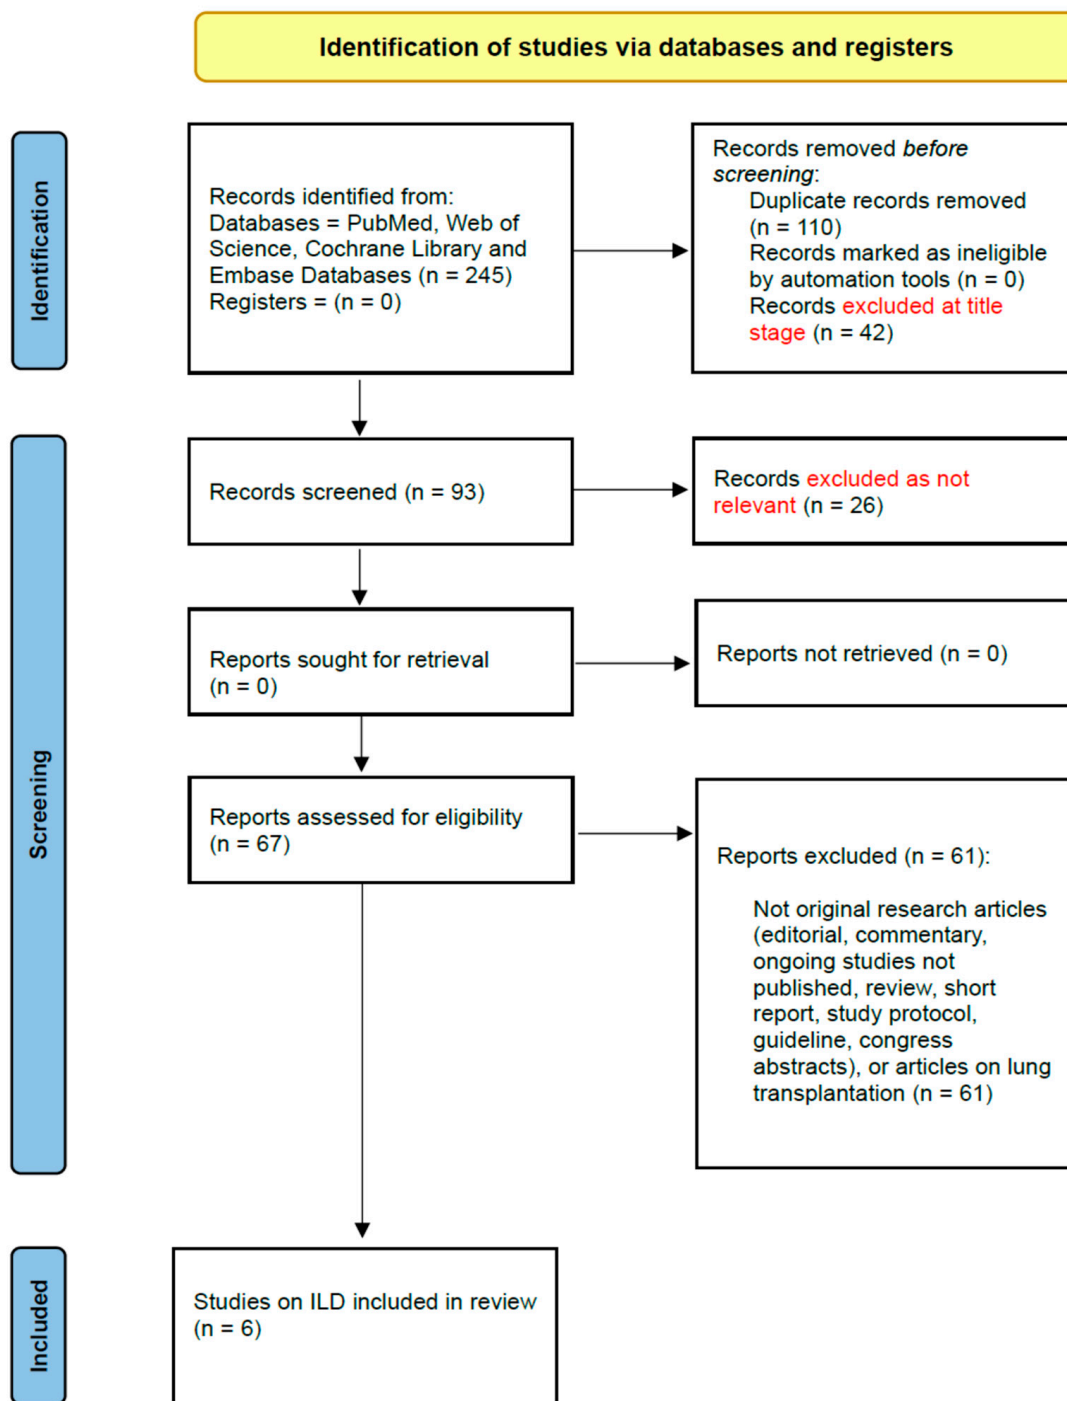 Identification of studies via databases and registers
Identification
Records identified from:
Databases = PubMed, Web of
Science, Cochrane Library and
Embase Databases (n = 245)
Registers = (n = 0)
Records removed before
screening:
Duplicate records removed
(n = 110)
Records marked as ineligible
by automation tools (n = 0)
Records excluded at title
stage (n = 42)
Screening
Records screened (n = 93)
Records excluded as not
relevant (n = 26)
Reports sought for retrieval
(n = 0)
Reports not retrieved (n = 0)
Reports assessed for eligibility
(n = 67)
Reports excluded (n = 61):
Not original research articles
(editorial, commentary,
ongoing studies not
published, review, short
report, study protocol,
guideline, congress
abstracts), or articles on lung
transplantation (n = 61)
Included
Studies on ILD included in review
(n = 6)